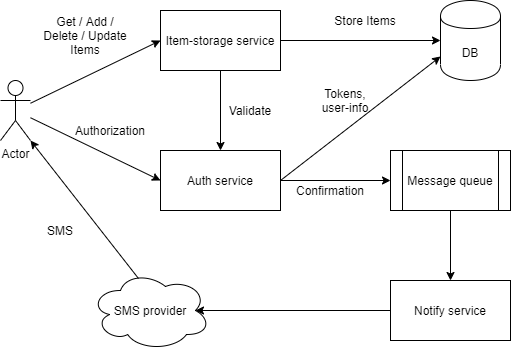 Get / Add /
Delete / Update
Items
Item-storage service
Store Items
DB
Tokens,
user-info
Validate
Actor
Authorization
Auth service
Confirmation
Message queue
SMS
SMS provider
Notify service